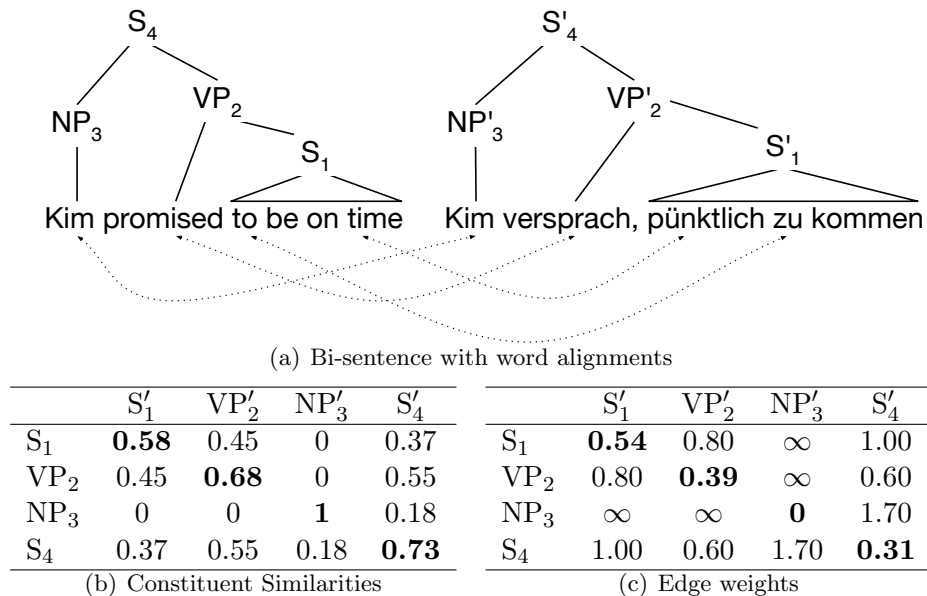 S₄ S'₄
VP₂ VP'₂
NP₃ NP'₃
S₁ S'₁
Kim promised to be on time Kim versprach, pünktlich zu kommen
(a) Bi-sentence with word alignments
S′₁ VP′₂ NP′₃ S′₄
S₁ 0.58 0.45 0 0.37
VP₂ 0.45 0.68 0 0.55
NP₃ 0 0 1 0.18
S₄ 0.37 0.55 0.18 0.73
(b) Constituent Similarities
S′₁ VP′₂ NP′₃ S′₄
S₁ 0.54 0.80 ∞ 1.00
VP₂ 0.80 0.39 ∞ 0.60
NP₃ ∞ ∞ 0 1.70
S₄ 1.00 0.60 1.70 0.31
(c) Edge weights